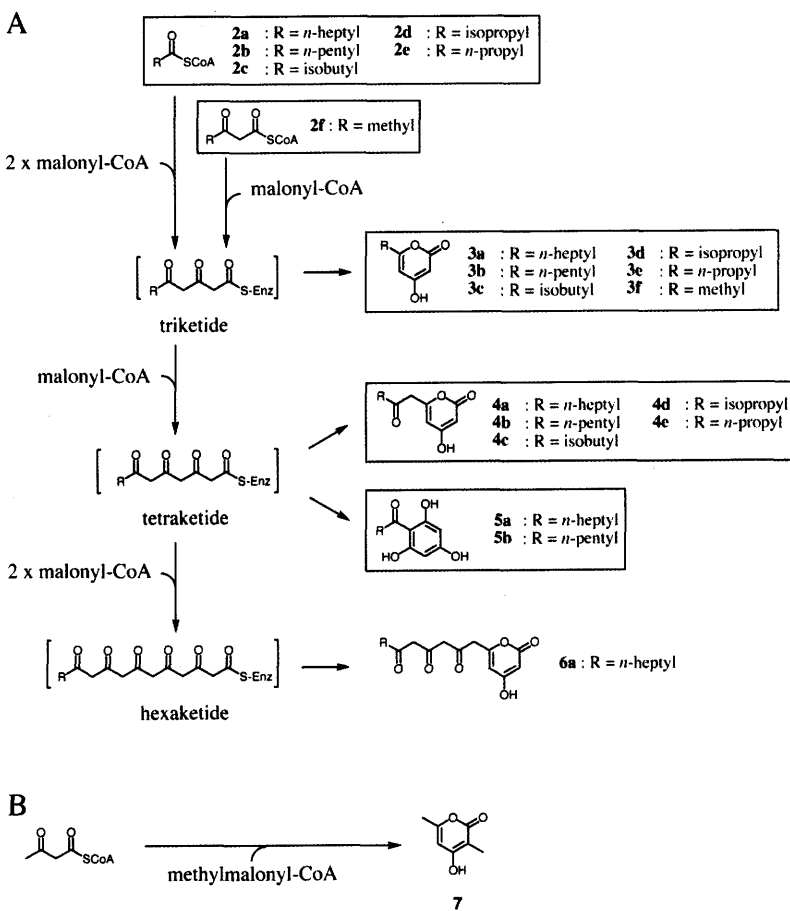 A
2a : R = n-heptyl 2d : R = isopropyl
2b : R = n-pentyl 2e : R = n-propyl
2c : R = isobutyl
O
R SCoA
O O
R SCoA
2f : R = methyl
2 x malonyl-CoA
malonyl-CoA
O O O
R S-Enz
triketide
R O O
OH
3a : R = n-heptyl 3d : R = isopropyl
3b : R = n-pentyl 3e : R = n-propyl
3c : R = isobutyl 3f : R = methyl
malonyl-CoA
R O O
O
OH
4a : R = n-heptyl 4d : R = isopropyl
4b : R = n-pentyl 4e : R = n-propyl
4c : R = isobutyl
O O O O
R S-Enz
tetraketide
O OH
R
HO OH
5a : R = n-heptyl
5b : R = n-pentyl
2 x malonyl-CoA
O O O O O O
R S-Enz
hexaketide
R O O
O O O
OH
6a : R = n-heptyl
B
O O
SCoA
methylmalonyl-CoA
O O
OH
7